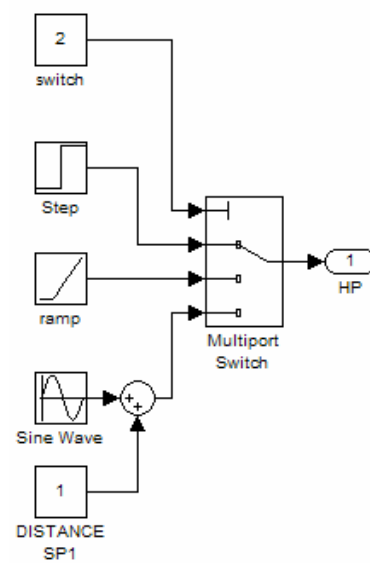 2
switch
Step
ramp
Multiport
Switch
1
HP
Sine Wave
+
+
1
DISTANCE
SP1